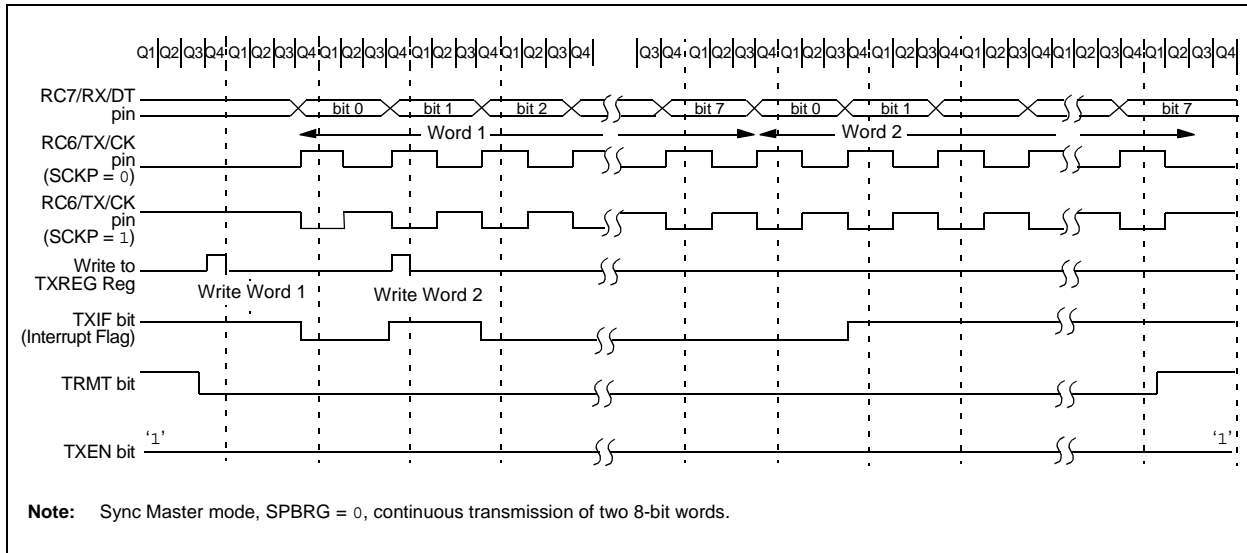 Q1 Q2 Q3 Q4 Q1 Q2 Q3 Q4 Q1 Q2 Q3 Q4 Q1 Q2 Q3 Q4 Q1 Q2 Q3 Q4 Q3 Q4 Q1 Q2 Q3 Q4 Q1 Q2 Q3 Q4 Q1 Q2 Q3 Q4 Q1 Q2 Q3 Q4 Q1 Q2 Q3 Q4 Q1 Q2 Q3 Q4
RC7/RX/DT
pin
bit 0 bit 1 bit 2 bit 7 bit 0 bit 1 bit 7
Word 1 Word 2
RC6/TX/CK
pin
(SCKP = 0)
RC6/TX/CK
pin
(SCKP = 1)
Write to
TXREG Reg
Write Word 1 Write Word 2
TXIF bit
(Interrupt Flag)
TRMT bit
'1' '1'
TXEN bit
Note: Sync Master mode, SPBRG = 0, continuous transmission of two 8-bit words.